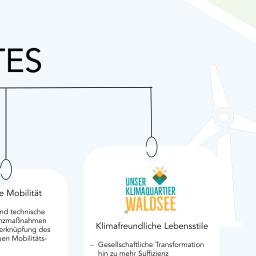 TES
e Mobilität
nd technische
nzmaßnahmen
erknüpfung des
uen Mobilitäts-
UNSER
KLIMAQUARTIER
WALDSEE
Klimafreundliche Lebensstile
– Gesellschaftliche Transformation
hin zu mehr Suffizienz